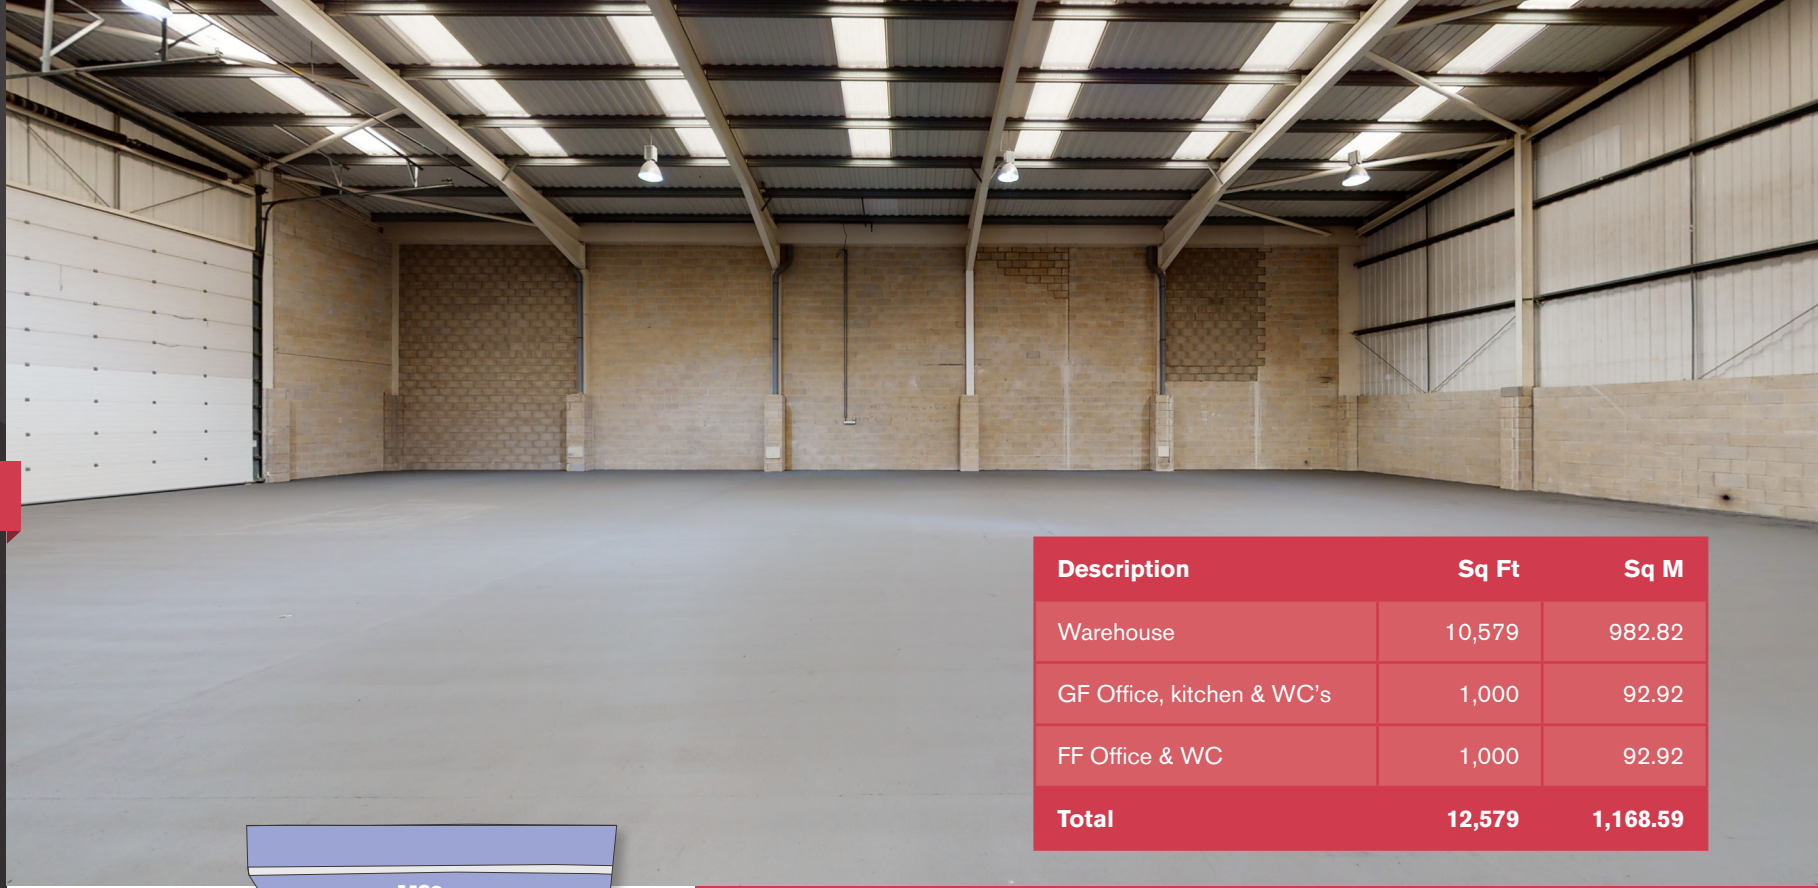 Description Sq Ft Sq M
Warehouse 10,579 982.82
GF Office, kitchen & WC's 1,000 92.92
FF Office & WC 1,000 92.92
Total 12,579 1,168.59